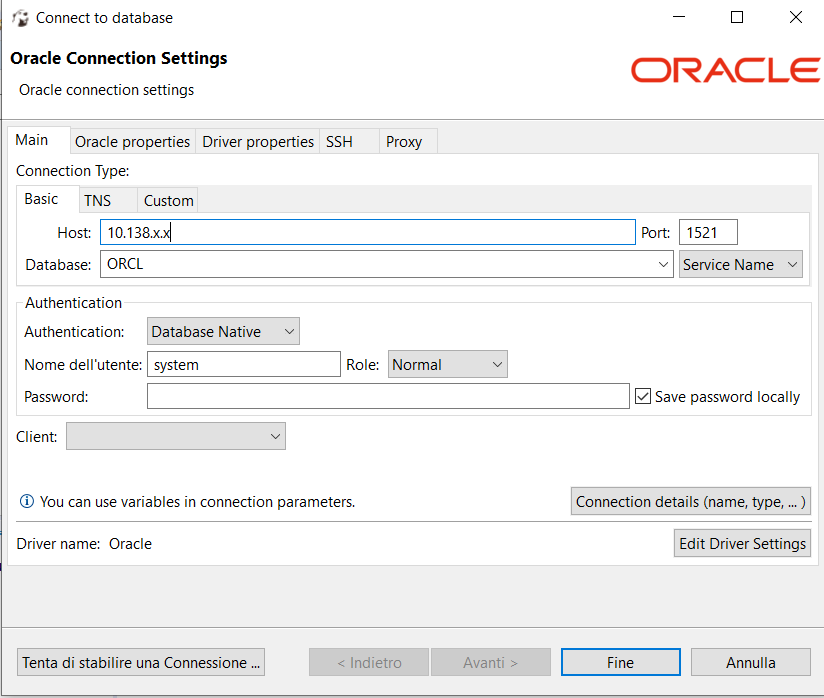 Connect to database
Oracle Connection Settings
Oracle connection settings
ORACLE
Main Oracle properties Driver properties SSH Proxy
Connection Type:
Basic TNS Custom
Host: 10.138.x.x Port: 1521
Database: ORCL Service Name
Authentication
Authentication: Database Native
Nome dell'utente: system Role: Normal
Password: Save password locally
Client:
You can use variables in connection parameters. Connection details (name, type, ... )
Driver name: Oracle Edit Driver Settings
Tenta di stabilire una Connessione ... < Indietro Avanti > Fine Annulla